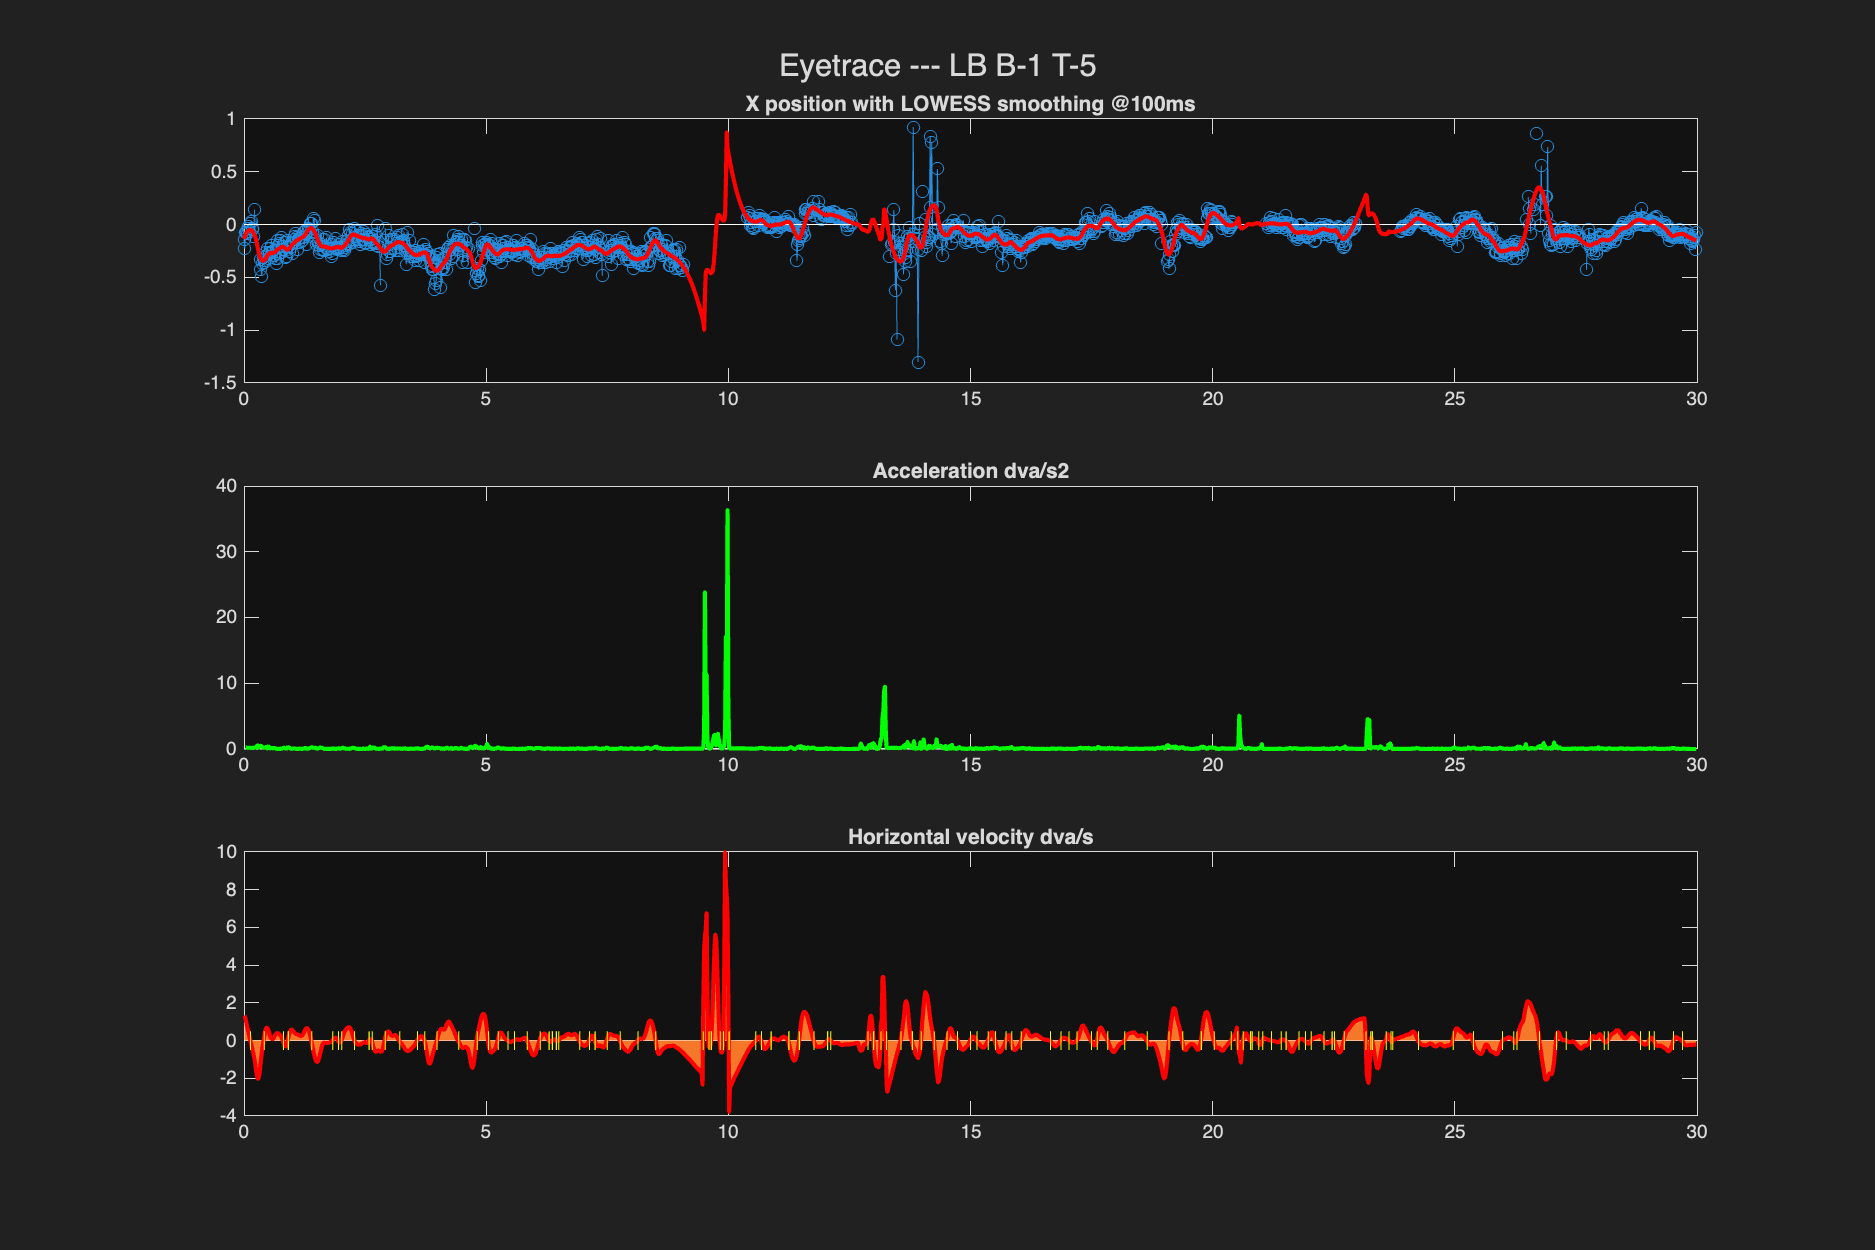 Eyetrace --- LB B-1 T-5
X position with LOWESS smoothing @100ms
1
0.5
0
-0.5
-1
-1.5
0 5 10 15 20 25 30
Acceleration dva/s2
40
30
20
10
0
0 5 10 15 20 25 30
Horizontal velocity dva/s
10
8
6
4
2
0
-2
-4
0 5 10 15 20 25 30